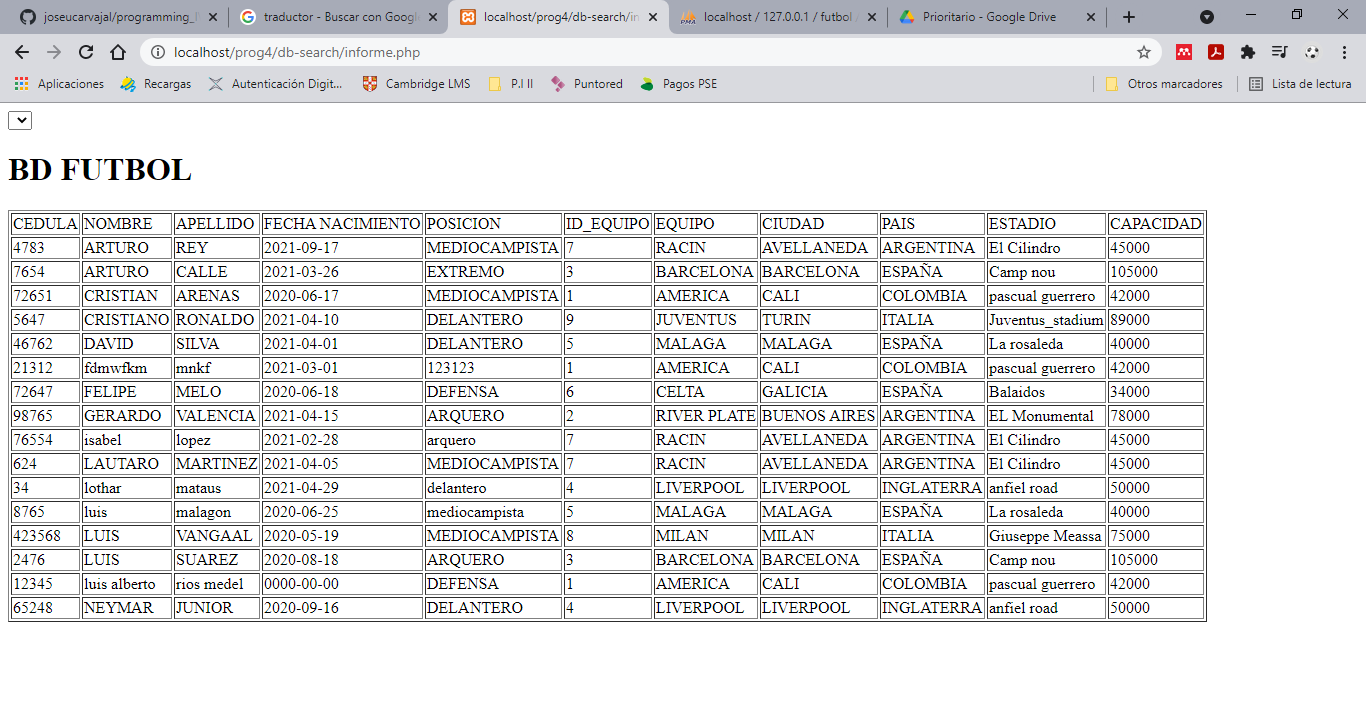 joseucarvajal/programming_l
traductor - Buscar con Googl
localhost/prog4/db-search/in
localhost / 127.0.0.1 / futbol
Prioritario - Google Drive
localhost/prog4/db-search/informe.php
Aplicaciones Recargas Autenticación Digit... Cambridge LMS P.I II Puntored Pagos PSE Otros marcadores Lista de lectura
BD FUTBOL
CEDULA NOMBRE APELLIDO FECHA NACIMIENTO POSICION ID_EQUIPO EQUIPO CIUDAD PAIS ESTADIO CAPACIDAD
4783 ARTURO REY 2021-09-17 MEDIOCAMPISTA 7 RACIN AVELLANEDA ARGENTINA El Cilindro 45000
7654 ARTURO CALLE 2021-03-26 EXTREMO 3 BARCELONA BARCELONA ESPAÑA Camp nou 105000
72651 CRISTIAN ARENAS 2020-06-17 MEDIOCAMPISTA 1 AMERICA CALI COLOMBIA pascual guerrero 42000
5647 CRISTIANO RONALDO 2021-04-10 DELANTERO 9 JUVENTUS TURIN ITALIA Juventus_stadium 89000
46762 DAVID SILVA 2021-04-01 DELANTERO 5 MALAGA MALAGA ESPAÑA La rosaleda 40000
21312 fdmwfkm mnkf 2021-03-01 123123 1 AMERICA CALI COLOMBIA pascual guerrero 42000
72647 FELIPE MELO 2020-06-18 DEFENSA 6 CELTA GALICIA ESPAÑA Balaidos 34000
98765 GERARDO VALENCIA 2021-04-15 ARQUERO 2 RIVER PLATE BUENOS AIRES ARGENTINA EL Monumental 78000
76554 isabel lopez 2021-02-28 arquero 7 RACIN AVELLANEDA ARGENTINA El Cilindro 45000
624 LAUTARO MARTINEZ 2021-04-05 MEDIOCAMPISTA 7 RACIN AVELLANEDA ARGENTINA El Cilindro 45000
34 lothar mataus 2021-04-29 delantero 4 LIVERPOOL LIVERPOOL INGLATERRA anfiel road 50000
8765 luis malagon 2020-06-25 mediocampista 5 MALAGA MALAGA ESPAÑA La rosaleda 40000
423568 LUIS VANGAAL 2020-05-19 MEDIOCAMPISTA 8 MILAN MILAN ITALIA Giuseppe Meassa 75000
2476 LUIS SUAREZ 2020-08-18 ARQUERO 3 BARCELONA BARCELONA ESPAÑA Camp nou 105000
12345 luis alberto rios medel 0000-00-00 DEFENSA 1 AMERICA CALI COLOMBIA pascual guerrero 42000
65248 NEYMAR JUNIOR 2020-09-16 DELANTERO 4 LIVERPOOL LIVERPOOL INGLATERRA anfiel road 50000